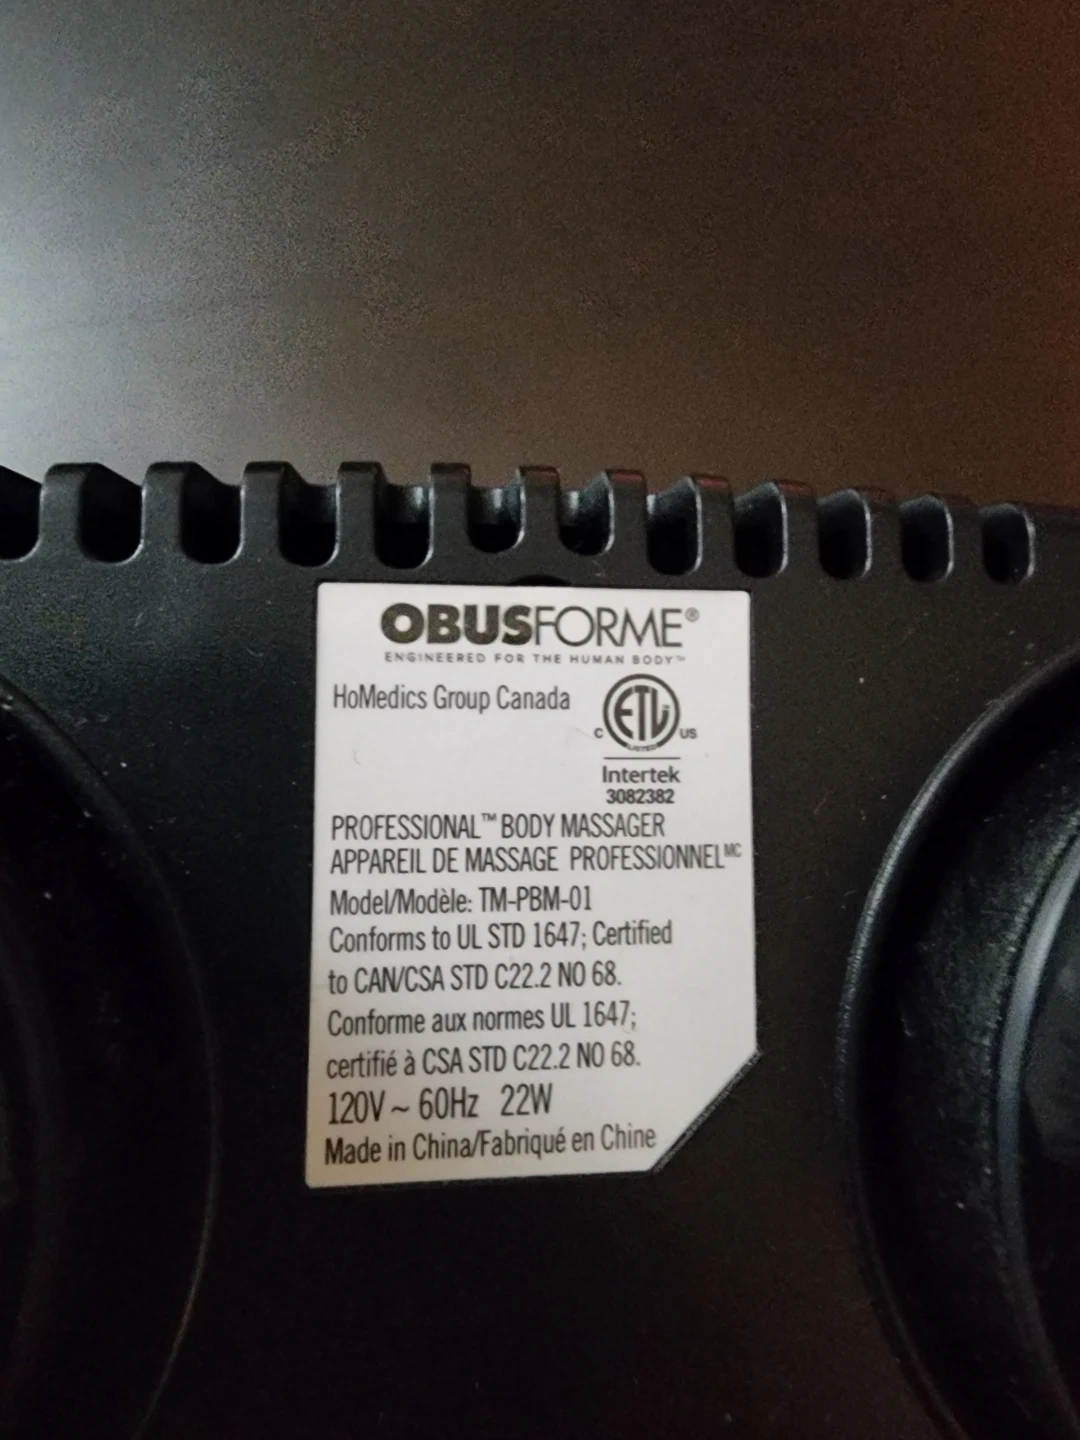 OBUSFORME®
ENGINEERED FOR THE HUMAN BODY™
HoMedics Group Canada
ETL
LISTED
C US
Intertek
3082382
PROFESSIONAL™ BODY MASSAGER
APPAREIL DE MASSAGE PROFESSIONNELMC
Model/Modèle: TM-PBM-01
Conforms to UL STD 1647; Certified
to CAN/CSA STD C22.2 NO 68.
Conforme aux normes UL 1647;
certifié à CSA STD C22.2 NO 68.
120V ~ 60Hz 22W
Made in China/Fabriqué en Chine